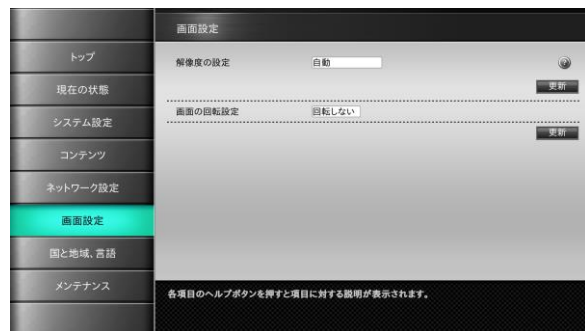 画面設定
トップ
現在の状態
システム設定
コンテンツ
ネットワーク設定
画面設定
国と地域、言語
メンテナンス
解像度の設定 自動 ?
更新
画面の回転設定 回転しない
更新
各項目のヘルプボタンを押すと項目に対する説明が表示されます。